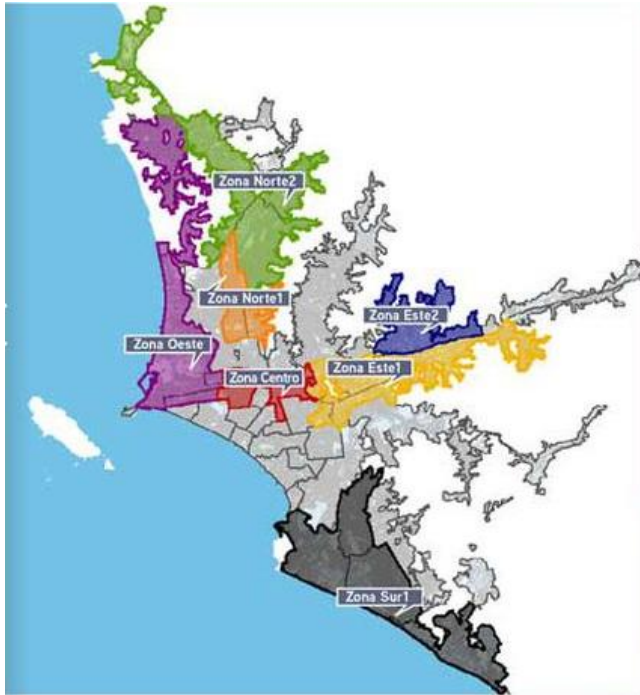 Zona Norte2
Zona Norte1
Zona Este2
Zona Oeste
Zona Este1
Zona Centro
Zona Sur1